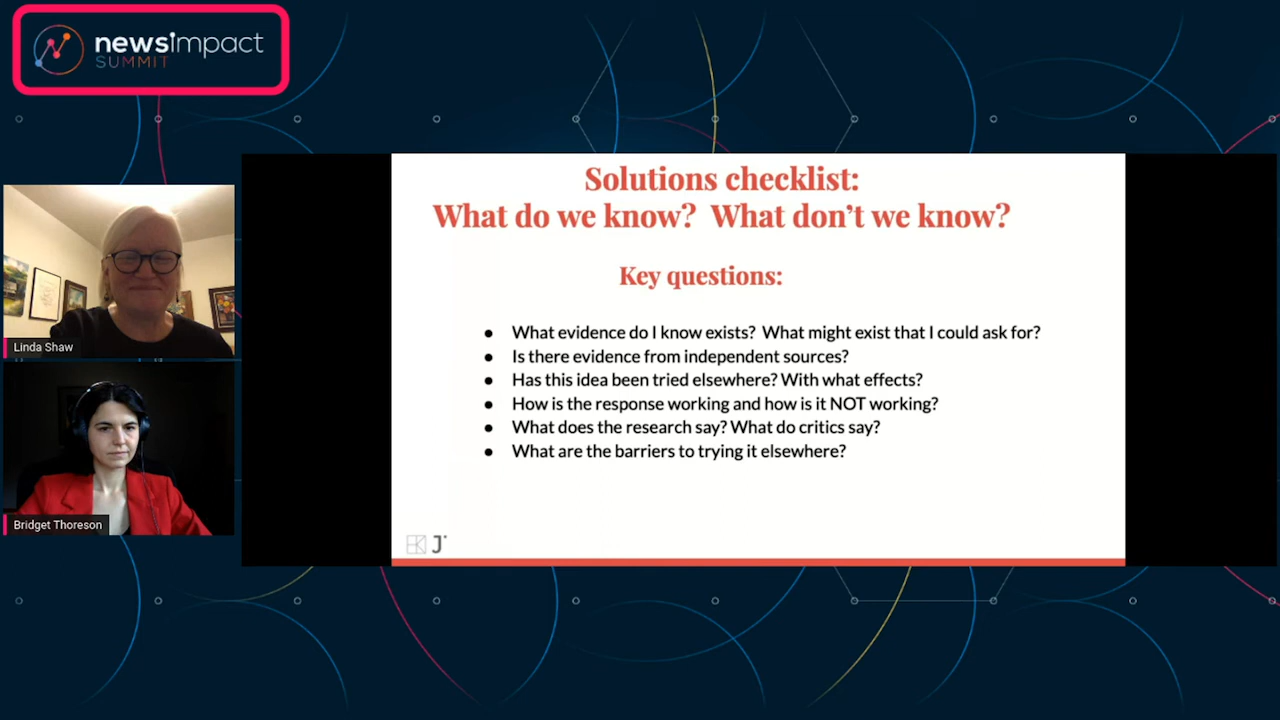 newsimpact
SUMMIT
Solutions checklist:
What do we know? What don't we know?
Key questions:
● What evidence do I know exists? What might exist that I could ask for?
● Is there evidence from independent sources?
● Has this idea been tried elsewhere? With what effects?
● How is the response working and how is it NOT working?
● What does the research say? What do critics say?
● What are the barriers to trying it elsewhere?
Linda Shaw
Bridget Thoreson
J